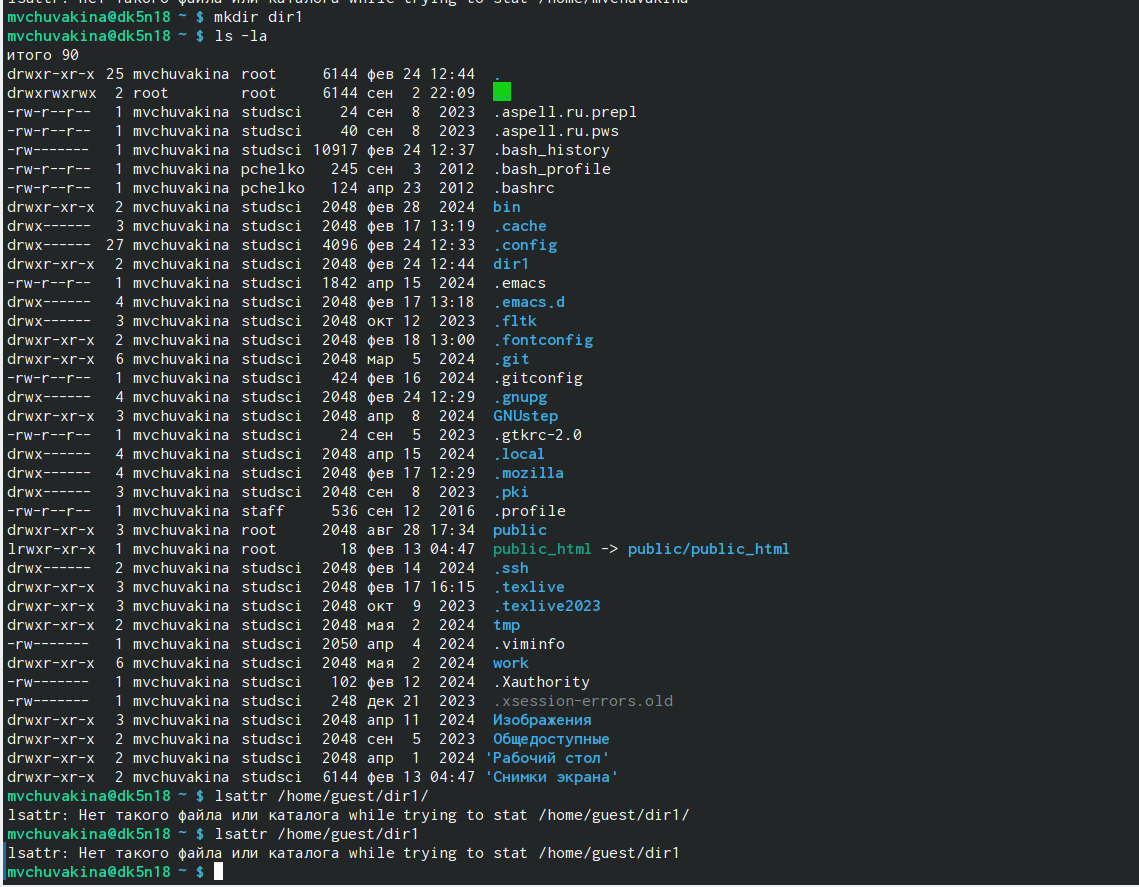 lsattr: Нет такого файла или каталога while trying to stat /home/mvchuvakina
mvchuvakina@dk5n18 ~ $ mkdir dir1
mvchuvakina@dk5n18 ~ $ ls -la
итого 90
drwxr-xr-x 25 mvchuvakina root     6144 фев 24 12:44  .
drwxrwxrwx  2 root        root     6144 сен  2 22:09
-rw-r--r--  1 mvchuvakina studsci    24 сен  8  2023  .aspell.ru.prepl
-rw-r--r--  1 mvchuvakina studsci    40 сен  8  2023  .aspell.ru.pws
-rw-------  1 mvchuvakina studsci 10917 фев 24 12:37  .bash_history
-rw-r--r--  1 mvchuvakina pchelko   245 сен  3  2012  .bash_profile
-rw-r--r--  1 mvchuvakina pchelko   124 апр 23  2012  .bashrc
drwxr-xr-x  2 mvchuvakina studsci  2048 фев 28  2024  bin
drwx------  3 mvchuvakina studsci  2048 фев 17 13:19  .cache
drwx------ 27 mvchuvakina studsci  4096 фев 24 12:33  .config
drwxr-xr-x  2 mvchuvakina studsci  2048 фев 24 12:44  dir1
-rw-r--r--  1 mvchuvakina studsci  1842 апр 15  2024  .emacs
drwx------  4 mvchuvakina studsci  2048 фев 17 13:18  .emacs.d
drwx------  3 mvchuvakina studsci  2048 окт 12  2023  .fltk
drwxr-xr-x  2 mvchuvakina studsci  2048 фев 18 13:00  .fontconfig
drwxr-xr-x  6 mvchuvakina studsci  2048 мар  5  2024  .git
-rw-r--r--  1 mvchuvakina studsci   424 фев 16  2024  .gitconfig
drwx------  4 mvchuvakina studsci  2048 фев 24 12:29  .gnupg
drwxr-xr-x  3 mvchuvakina studsci  2048 апр  8  2024  GNUstep
-rw-r--r--  1 mvchuvakina studsci    24 сен  5  2023  .gtkrc-2.0
drwx------  4 mvchuvakina studsci  2048 апр 15  2024  .local
drwx------  4 mvchuvakina studsci  2048 фев 17 12:29  .mozilla
drwx------  3 mvchuvakina studsci  2048 сен  8  2023  .pki
-rw-r--r--  1 mvchuvakina staff     536 сен 12  2016  .profile
drwxr-xr-x  3 mvchuvakina root     2048 авг 28 17:34  public
lrwxr-xr-x  1 mvchuvakina root       18 фев 13 04:47  public_html -> public/public_html
drwx------  2 mvchuvakina studsci  2048 фев 14  2024  .ssh
drwxr-xr-x  3 mvchuvakina studsci  2048 фев 17 16:15  .texlive
drwxr-xr-x  3 mvchuvakina studsci  2048 окт  9  2023  .texlive2023
drwxr-xr-x  2 mvchuvakina studsci  2048 мая  2  2024  tmp
-rw-------  1 mvchuvakina studsci  2050 апр  4  2024  .viminfo
drwxr-xr-x  6 mvchuvakina studsci  2048 мая  2  2024  work
-rw-------  1 mvchuvakina studsci   102 фев 12  2024  .Xauthority
-rw-------  1 mvchuvakina studsci   248 дек 21  2023  .xsession-errors.old
drwxr-xr-x  3 mvchuvakina studsci  2048 апр 11  2024  Изображения
drwxr-xr-x  2 mvchuvakina studsci  2048 сен  5  2023  Общедоступные
drwxr-xr-x  2 mvchuvakina studsci  2048 апр  1  2024 'Рабочий стол'
drwxr-xr-x  2 mvchuvakina studsci  6144 фев 13 04:47 'Снимки экрана'
mvchuvakina@dk5n18 ~ $ lsattr /home/guest/dir1/
lsattr: Нет такого файла или каталога while trying to stat /home/guest/dir1/
mvchuvakina@dk5n18 ~ $ lsattr /home/guest/dir1
lsattr: Нет такого файла или каталога while trying to stat /home/guest/dir1
mvchuvakina@dk5n18 ~ $